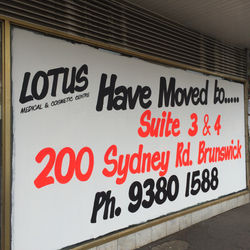 LOTUS
MEDICAL & COSMETIC CENTRE
Have Moved to.....
Suite 3 & 4
200 Sydney Rd. Brunswick
Ph. 9380 1588